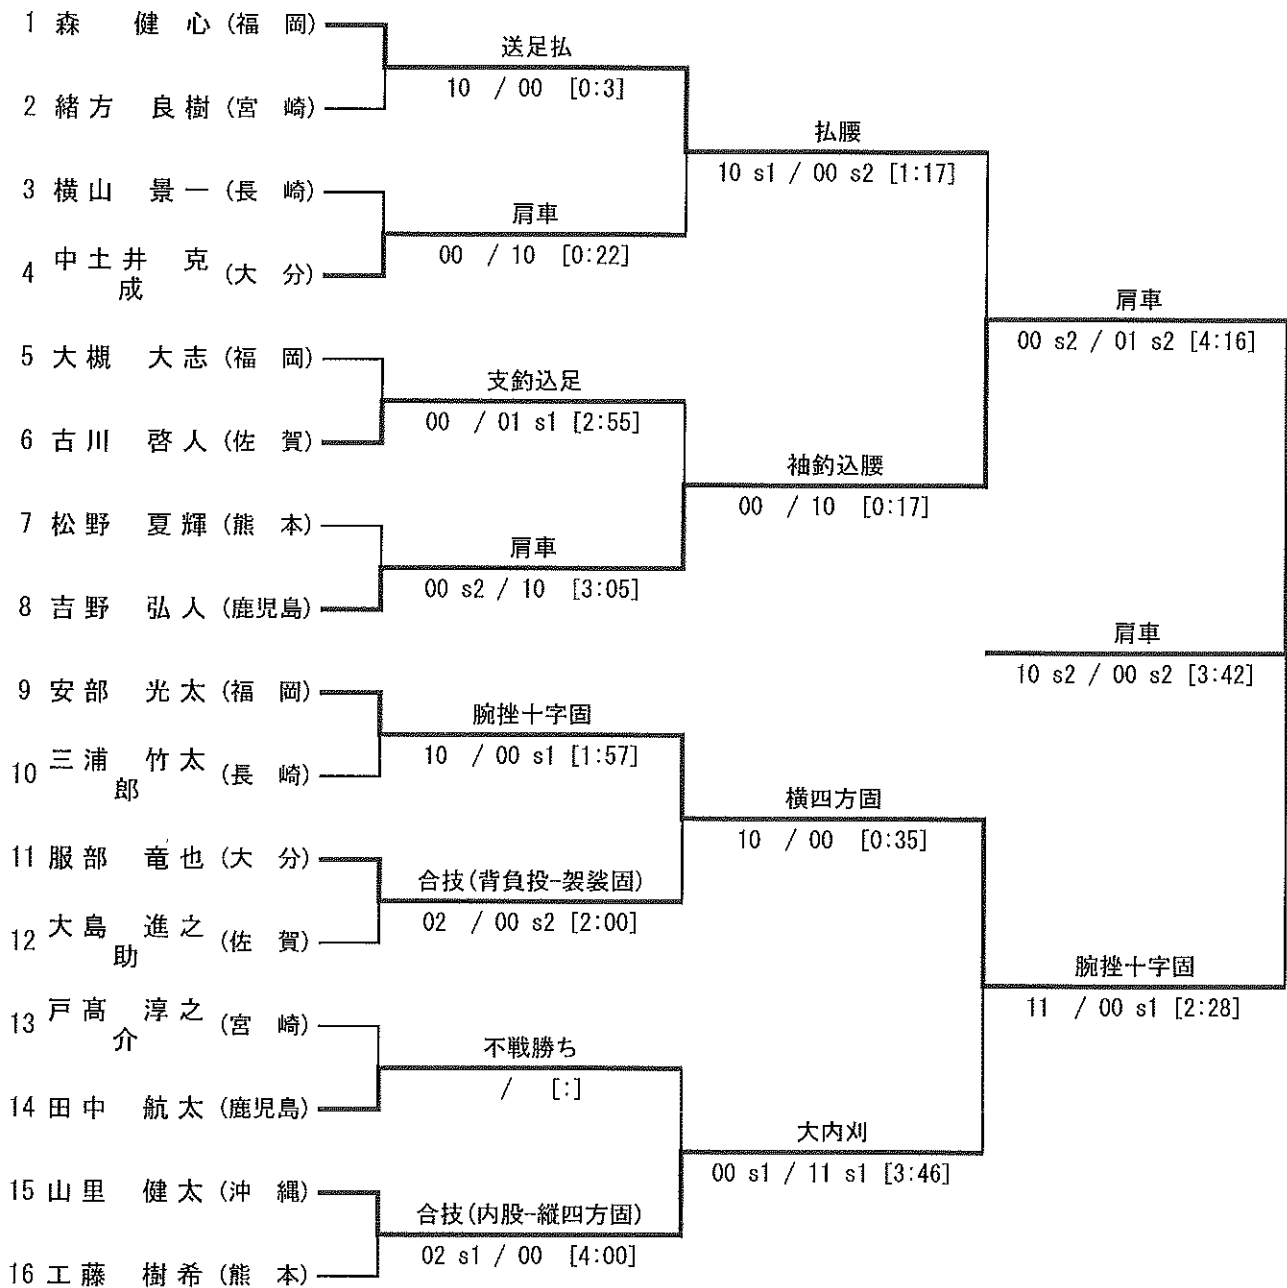 1 森 健心 (福岡)
送足払
10 / 00 [0:3]
2 緒方 良樹 (宮崎)
払腰
10 s1 / 00 s2 [1:17]
3 横山 景一 (長崎)
肩車
00 / 10 [0:22]
4 中土井 克成 (大分)
肩車
00 s2 / 01 s2 [4:16]
5 大槻 大志 (福岡)
支釣込足
00 / 01 s1 [2:55]
6 古川 啓人 (佐賀)
袖釣込腰
00 / 10 [0:17]
7 松野 夏輝 (熊本)
肩車
00 s2 / 10 [3:05]
8 吉野 弘人 (鹿児島)
肩車
10 s2 / 00 s2 [3:42]
9 安部 光太 (福岡)
腕挫十字固
10 / 00 s1 [1:57]
10 三浦 竹太郎 (長崎)
横四方固
10 / 00 [0:35]
11 服部 竜也 (大分)
合技(背負投-袈裟固)
02 / 00 s2 [2:00]
12 大島 進之助 (佐賀)
腕挫十字固
11 / 00 s1 [2:28]
13 戸髙 淳之介 (宮崎)
不戦勝ち
/ [:]
14 田中 航太 (鹿児島)
大内刈
00 s1 / 11 s1 [3:46]
15 山里 健太 (沖縄)
合技(内股-縦四方固)
02 s1 / 00 [4:00]
16 工藤 樹希 (熊本)